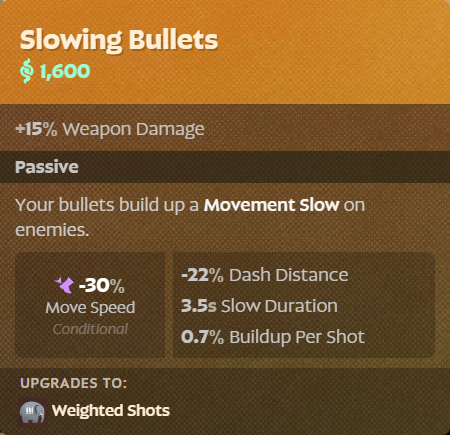 Slowing Bullets
1,600
+15% Weapon Damage
Passive
Your bullets build up a Movement Slow on
enemies.
-30%
Move Speed
Conditional
-22% Dash Distance
3.5s Slow Duration
0.7% Buildup Per Shot
UPGRADES TO:
Weighted Shots